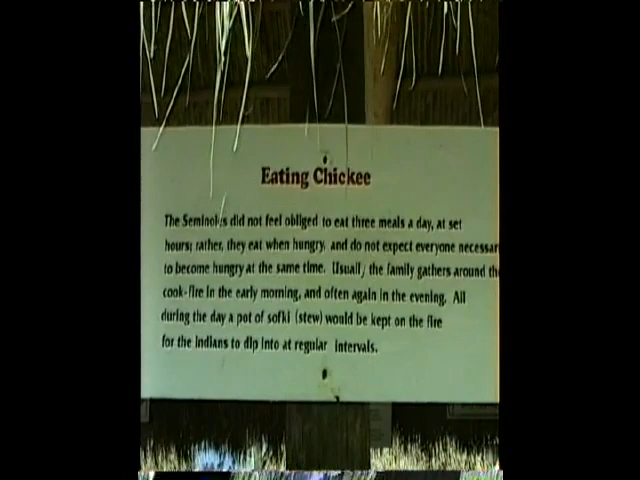 Eating Chickee
The Seminoles did not feel obliged to eat three meals a day, at set
hours; rather, they eat when hungry, and do not expect everyone necessar
to become hungry at the same time. Usually, the family gathers around the
cook-fire in the early morning, and often again in the evening. All
during the day a pot of sofki (stew) would be kept on the fire
for the Indians to dip into at regular intervals.